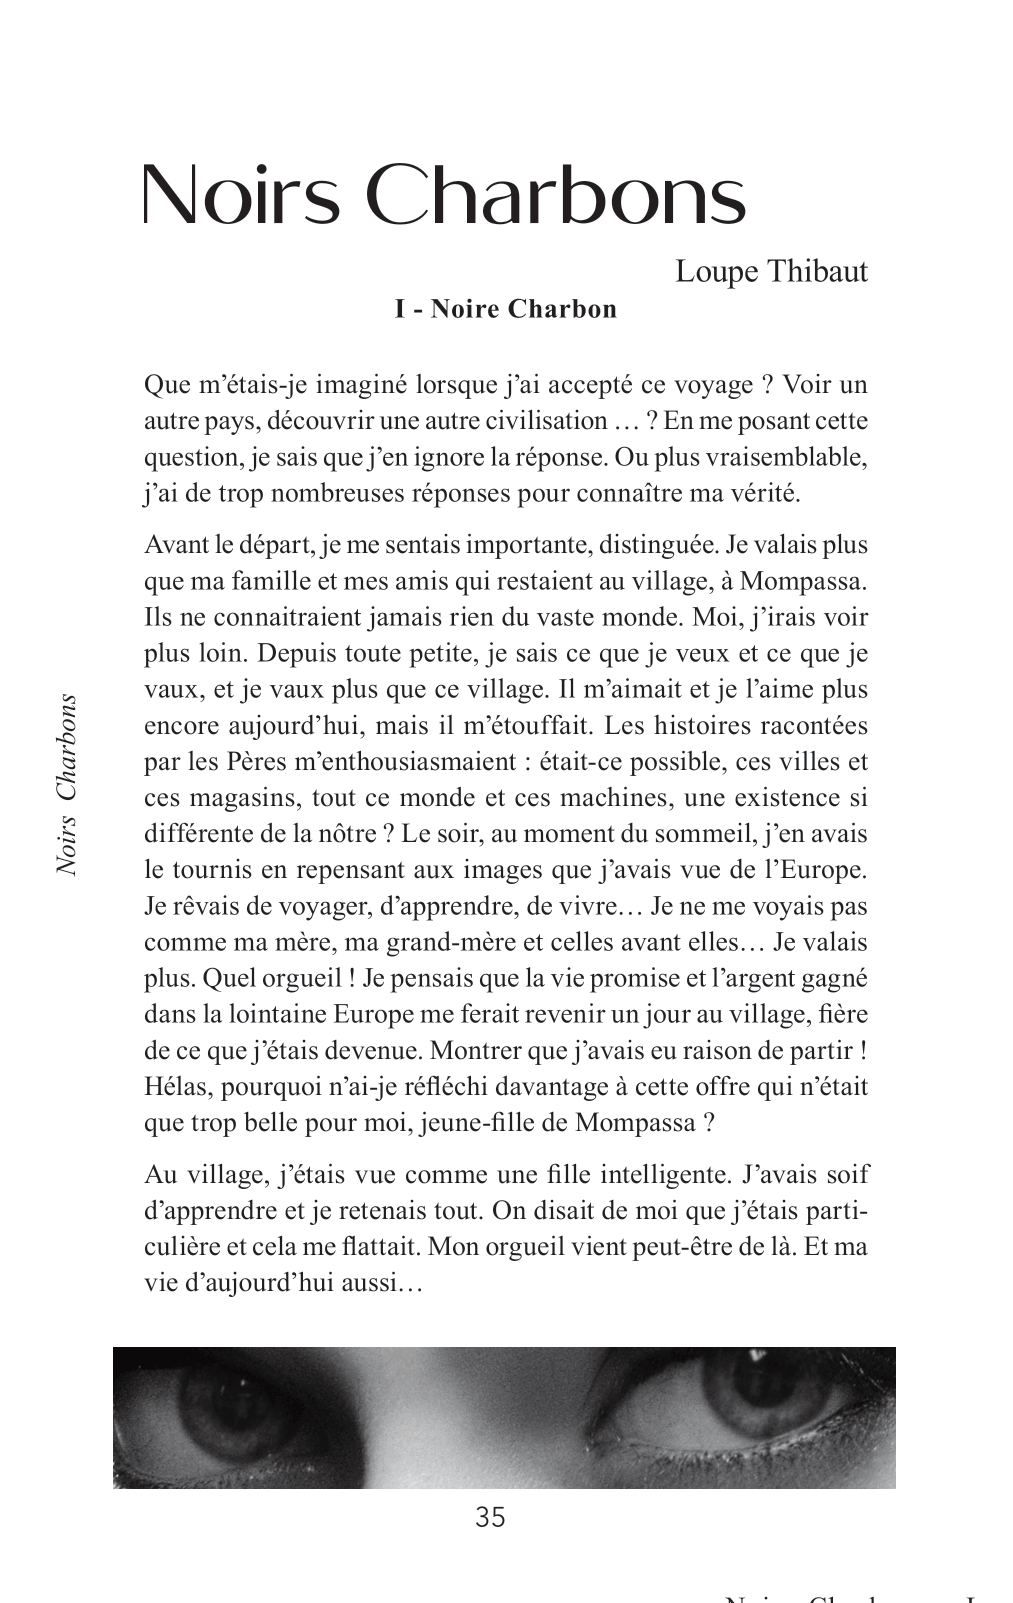 Noirs Charbons
Loupe Thibaut
I - Noire Charbon
Que m’étais-je imaginé lorsque j’ai accepté ce voyage ? Voir un
autre pays, découvrir une autre civilisation … ? En me posant cette
question, je sais que j’en ignore la réponse. Ou plus vraisemblable,
j’ai de trop nombreuses réponses pour connaître ma vérité.
Avant le départ, je me sentais importante, distinguée. Je valais plus
que ma famille et mes amis qui restaient au village, à Mompassa.
Ils ne connaitraient jamais rien du vaste monde. Moi, j’irais voir
plus loin. Depuis toute petite, je sais ce que je veux et ce que je
vaux, et je vaux plus que ce village. Il m’aimait et je l’aime plus
encore aujourd’hui, mais il m’étouffait. Les histoires racontées
par les Pères m’enthousiasmaient : était-ce possible, ces villes et
ces magasins, tout ce monde et ces machines, une existence si
différente de la nôtre ? Le soir, au moment du sommeil, j’en avais
le tournis en repensant aux images que j’avais vue de l’Europe.
Je rêvais de voyager, d’apprendre, de vivre… Je ne me voyais pas
comme ma mère, ma grand-mère et celles avant elles… Je valais
plus. Quel orgueil ! Je pensais que la vie promise et l’argent gagné
dans la lointaine Europe me ferait revenir un jour au village, fière
de ce que j’étais devenue. Montrer que j’avais eu raison de partir !
Hélas, pourquoi n’ai-je réfléchi davantage à cette offre qui n’était
que trop belle pour moi, jeune-fille de Mompassa ?
Au village, j’étais vue comme une fille intelligente. J’avais soif
d’apprendre et je retenais tout. On disait de moi que j’étais parti-
culière et cela me flattait. Mon orgueil vient peut-être de là. Et ma
vie d’aujourd’hui aussi…
Noirs Charbons
35